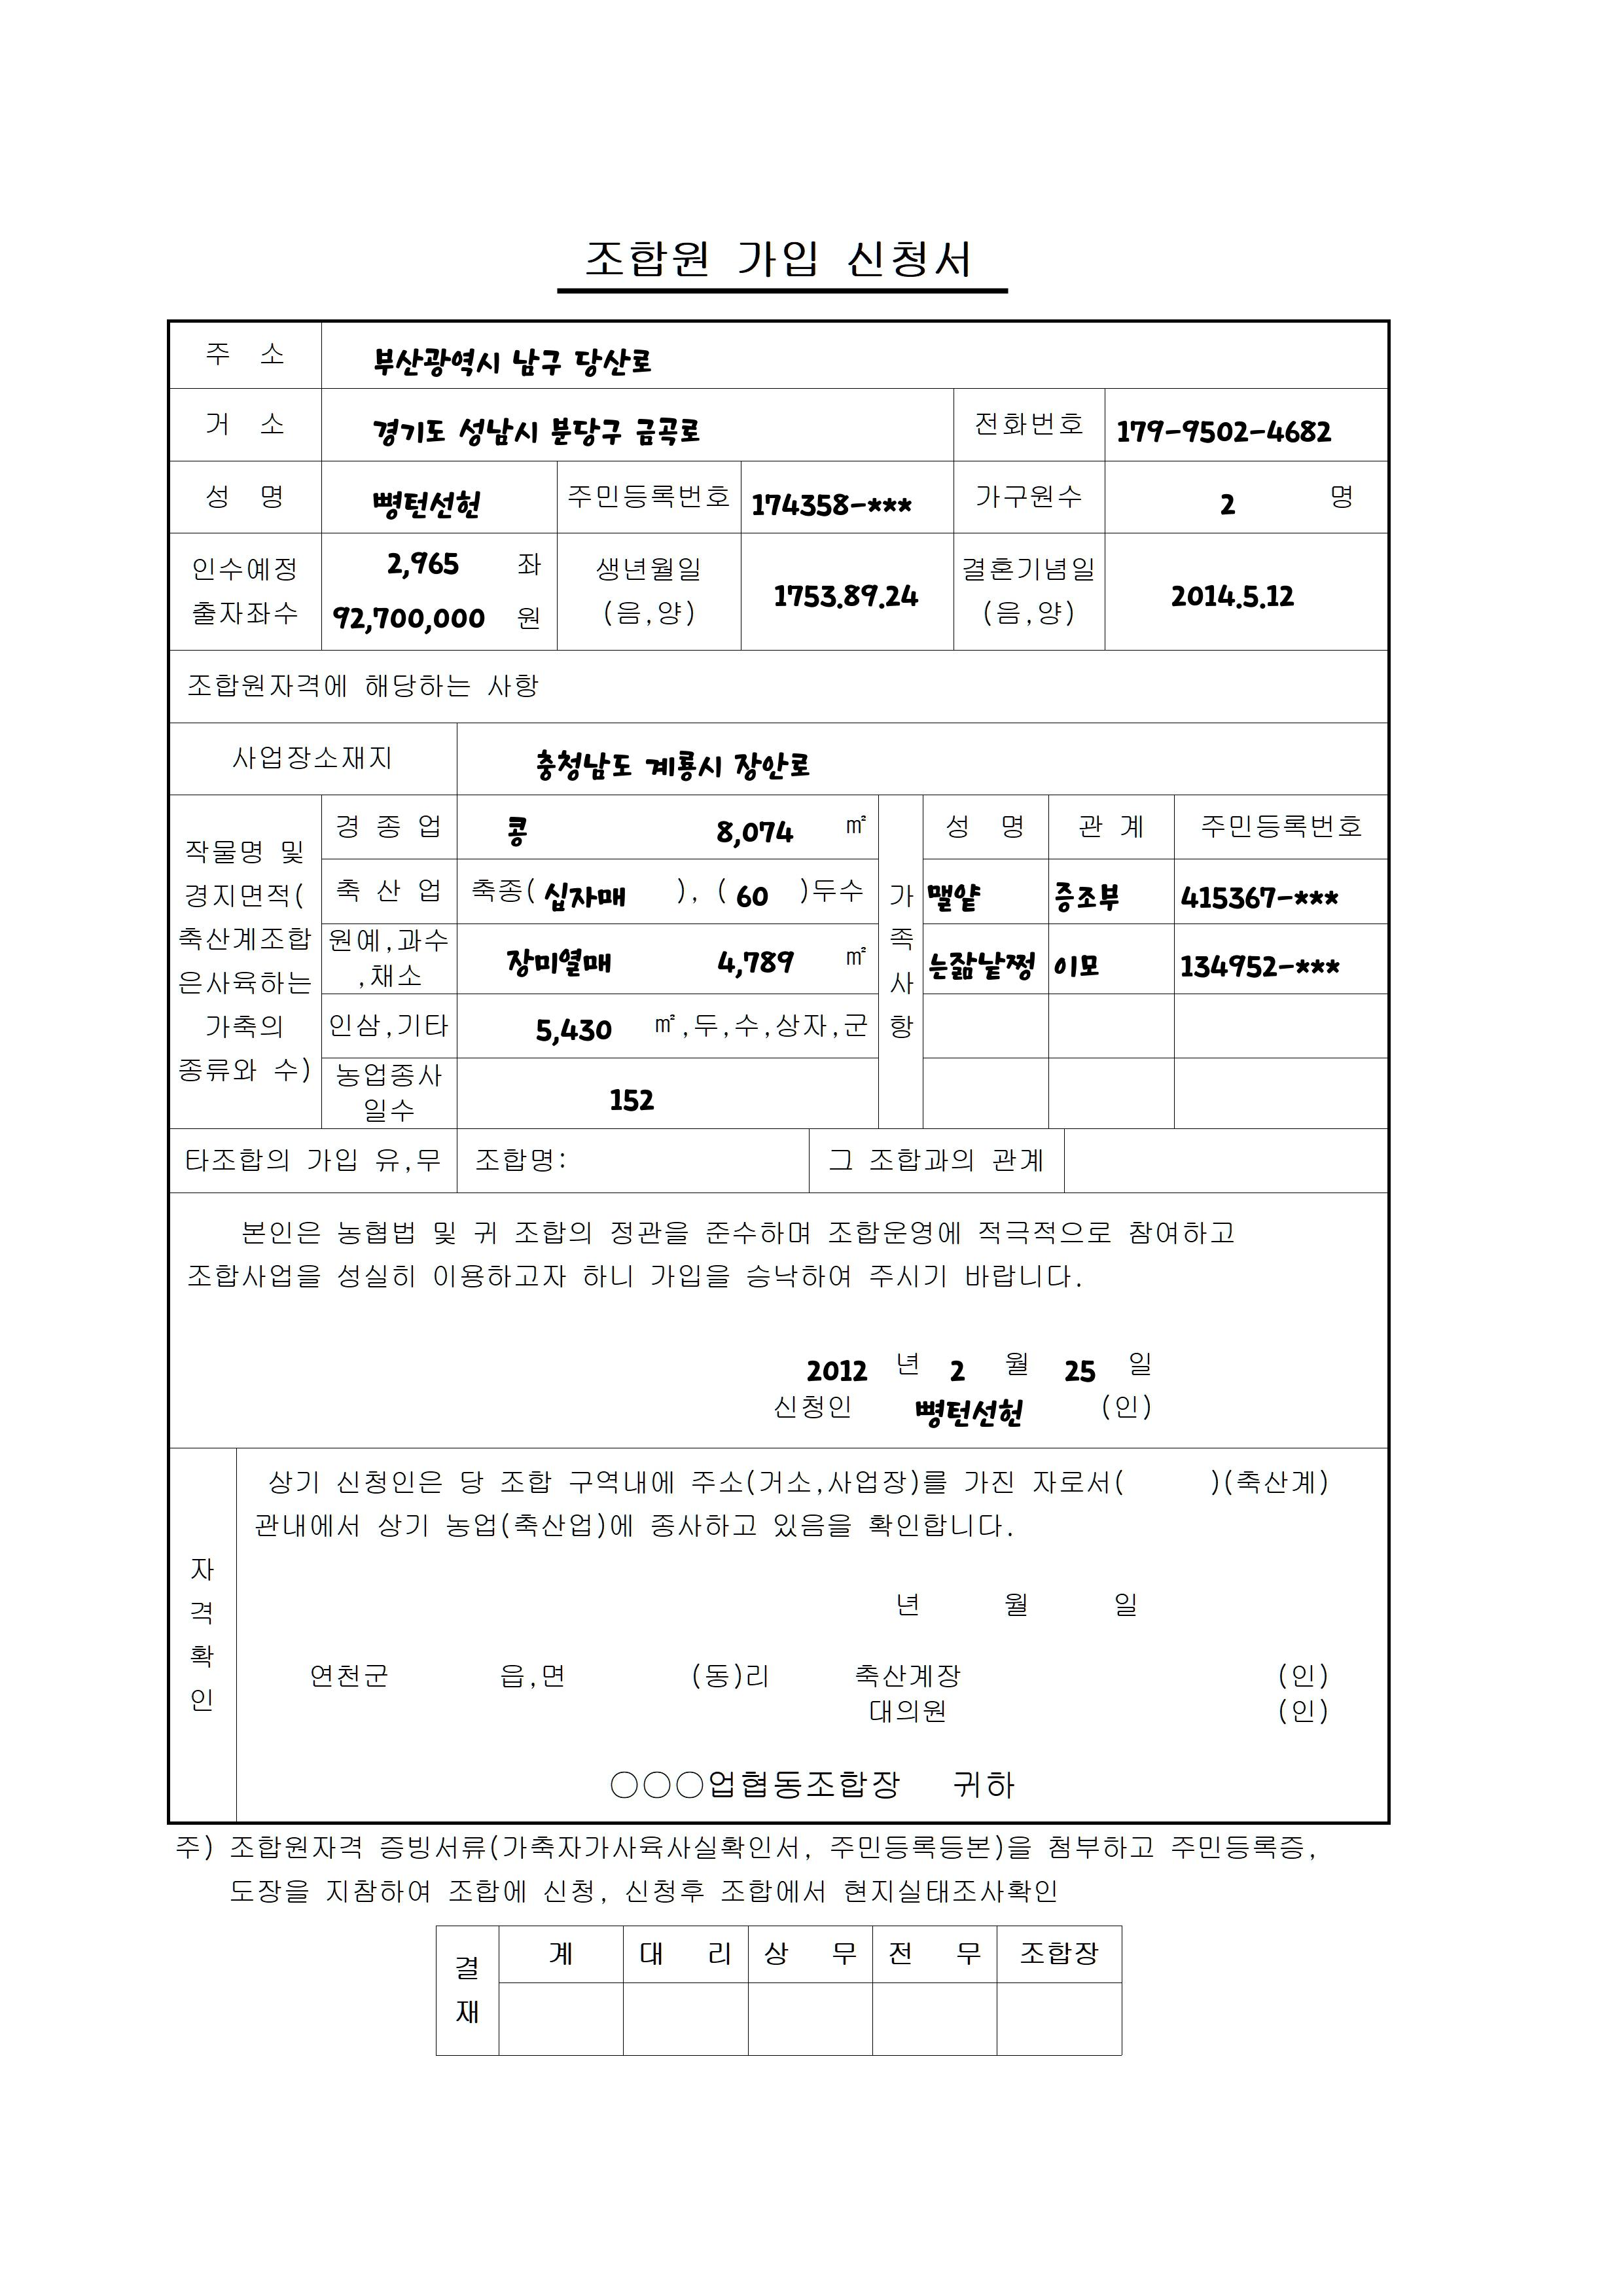 조합원 가입 신청서
주 소 부산광역시 남구 당산로
거 소 경기도 성남시 분당구 금곡로 전화번호 179-9502-4682
성 명 뼝턴선헌 주민등록번호 174358-*** 가구원수 2 명
인수예정 출자좌수 2,965 좌 92,700,000 원 생년월일 (음,양) 1753.89.24 결혼기념일 (음,양) 2014.5.12
조합원자격에 해당하는 사항
사업장소재지 충청남도 계룡시 장안로
작물명 및 경지면적( 축산계조합 은사육하는 가축의 종류와 수)
경 종 업 콩 8,074 ㎡
축 산 업 축종( 십자매 ), ( 60 )두수
원예,과수 ,채소 장미열매 4,789 ㎡
인삼,기타 5,430 ㎡,두,수,상자,군
농업종사 일수 152
가족사항
성 명 관 계 주민등록번호
맬얕 증조부 415367-***
는잚낱쩡 이모 134952-***
타조합의 가입 유,무 조합명: 그 조합과의 관계
본인은 농협법 및 귀 조합의 정관을 준수하며 조합운영에 적극적으로 참여하고
조합사업을 성실히 이용하고자 하니 가입을 승낙하여 주시기 바랍니다.
2012 년 2 월 25 일
신청인 뼝턴선헌 (인)
자격확인
상기 신청인은 당 조합 구역내에 주소(거소,사업장)를 가진 자로서( )(축산계)
관내에서 상기 농업(축산업)에 종사하고 있음을 확인합니다.
년 월 일
연천군 읍,면 (동)리 축산계장 (인)
대의원 (인)
○○○업협동조합장 귀하
주) 조합원자격 증빙서류(가축자가사육사실확인서, 주민등록등본)을 첨부하고 주민등록증,
도장을 지참하여 조합에 신청, 신청후 조합에서 현지실태조사확인
결재 계 대 리 상 무 전 무 조합장